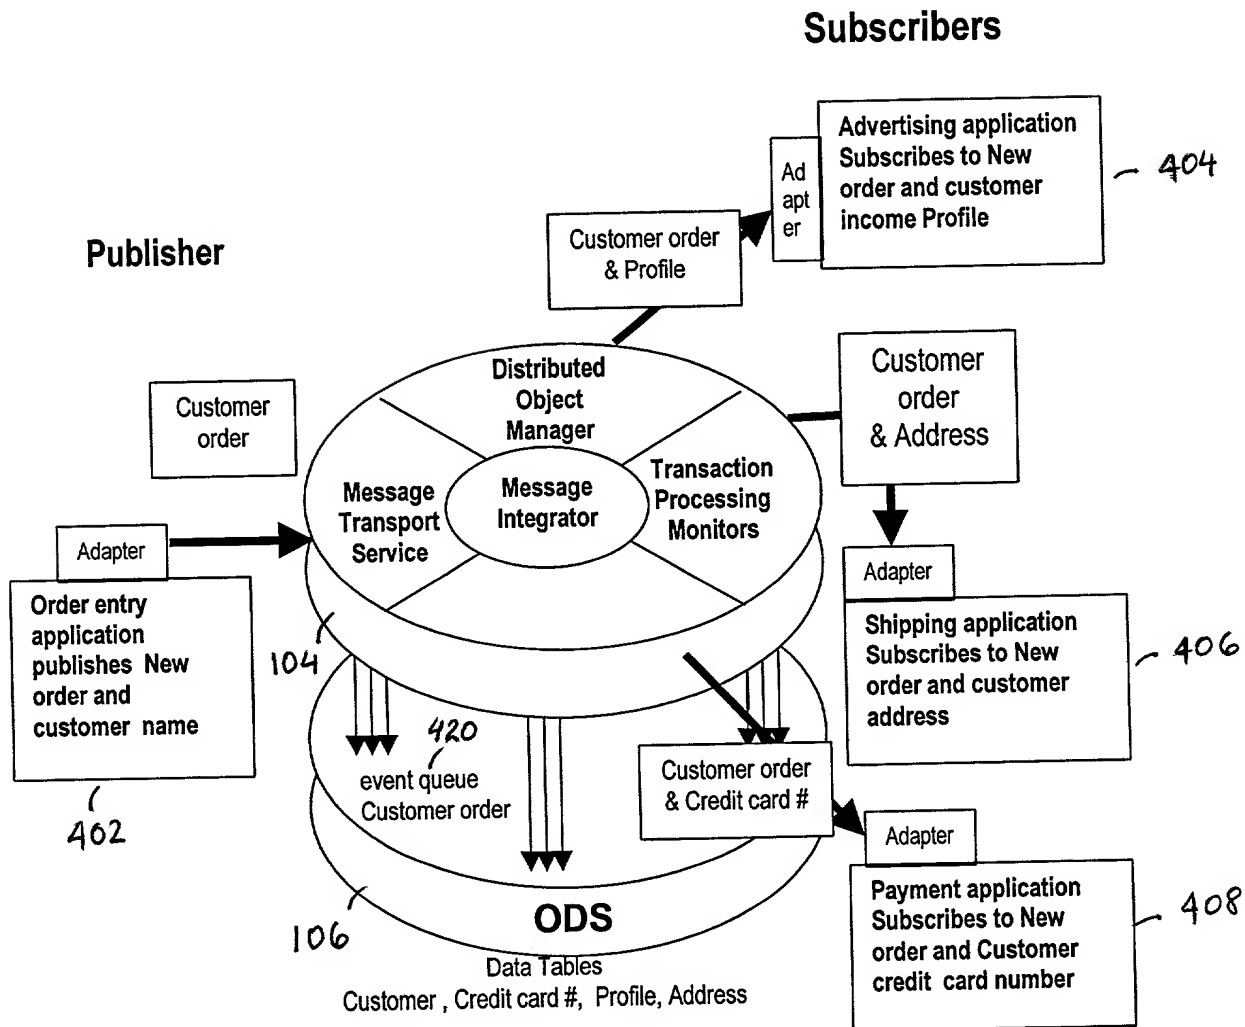 Subscribers
Publisher
Advertising application
Subscribes to New
order and customer
income Profile
Ad
apt
er
404
Customer order
& Profile
Customer
order
Distributed
Object
Manager
Message
Transport
Service
Message
Integrator
Transaction
Processing
Monitors
Customer
order
& Address
Adapter
Order entry
application
publishes New
order and
customer name
402
104
Adapter
Shipping application
Subscribes to New
order and customer
address
406
420
event queue
Customer order
Customer order
& Credit card #
Adapter
Payment application
Subscribes to New
order and Customer
credit card number
408
106
ODS
Data Tables
Customer , Credit card #, Profile, Address